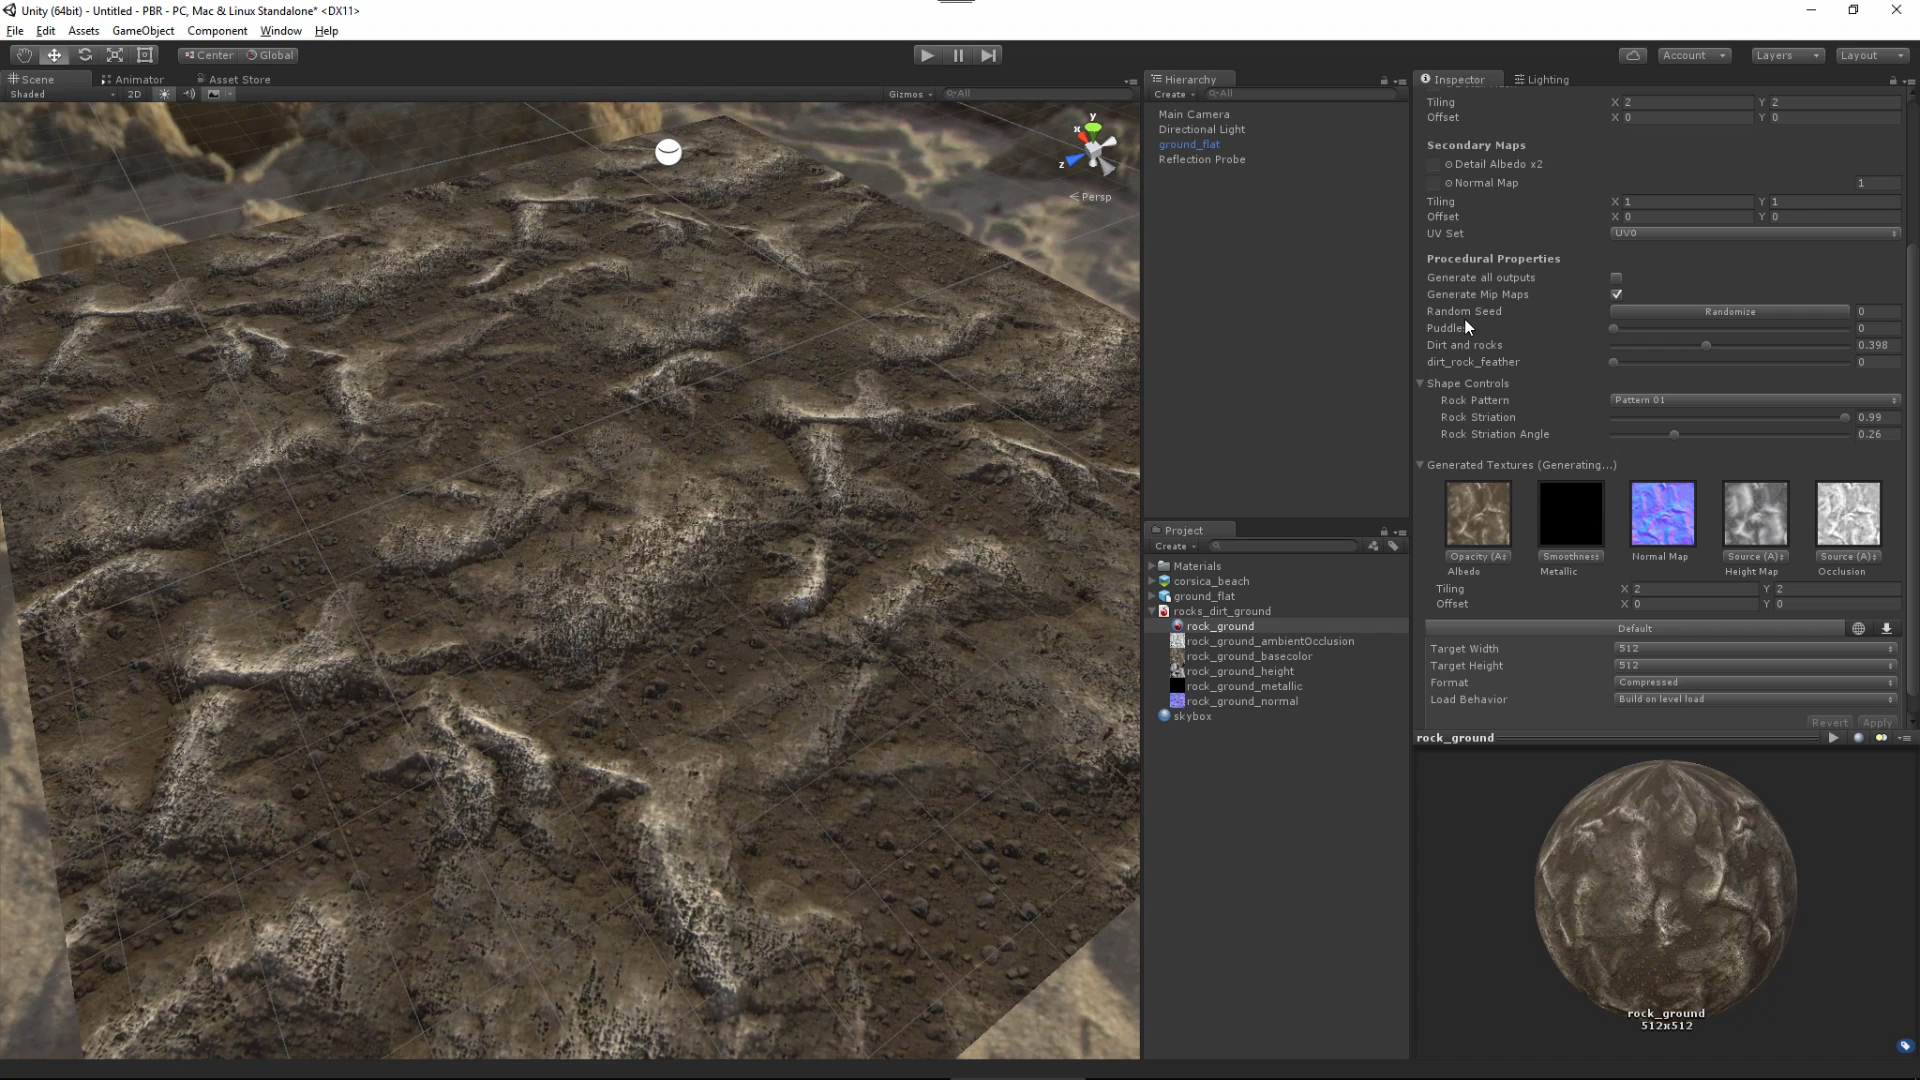 Unity (64bit) - Untitled - PBR - PC, Mac & Linux Standalone* <DX11>
File Edit Assets GameObject Component Window Help
Center Global
Account Layers Layout
Scene Animator Asset Store
Shaded 2D Gizmos All
y
x
z
Persp
Hierarchy
Create All
Main Camera
Directional Light
ground_flat
Reflection Probe
Project
Create
Materials
corsica_beach
ground_flat
rocks_dirt_ground
rock_ground
rock_ground_ambientOcclusion
rock_ground_basecolor
rock_ground_height
rock_ground_metallic
rock_ground_normal
skybox
Inspector Lighting
Tiling X 2 Y 2
Offset X 0 Y 0
Secondary Maps
Detail Albedo x2
Normal Map 1
Tiling X 1 Y 1
Offset X 0 Y 0
UV Set UV0
Procedural Properties
Generate all outputs
Generate Mip Maps
Random Seed Randomize 0
Puddle 0
Dirt and rocks 0.398
dirt_rock_feather 0
Shape Controls
Rock Pattern Pattern 01
Rock Striation 0.99
Rock Striation Angle 0.26
Generated Textures (Generating...)
Opacity (A Smoothnes Normal Map Source (A) Source (A)
Albedo Metallic Height Map Occlusion
Tiling X 2 Y 2
Offset X 0 Y 0
Default
Target Width 512
Target Height 512
Format Compressed
Load Behavior Build on level load
Revert Apply
rock_ground
rock_ground
512x512